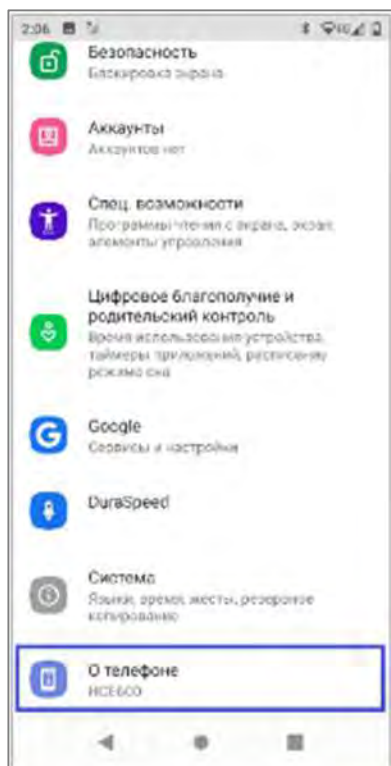 2:06
Безопасность
Блокировка экрана
Аккаунты
Аккаунтов нет
Спец. возможности
Программы чтения с экрана, экран,
элементы управления
Цифровое благополучие и
родительский контроль
Время использования устройства,
таймеры приложений, расписание
режима сна
Google
Сервисы и настройки
DuraSpeed
Система
Языки, время, жесты, резервное
копирование
О телефоне
HCE600